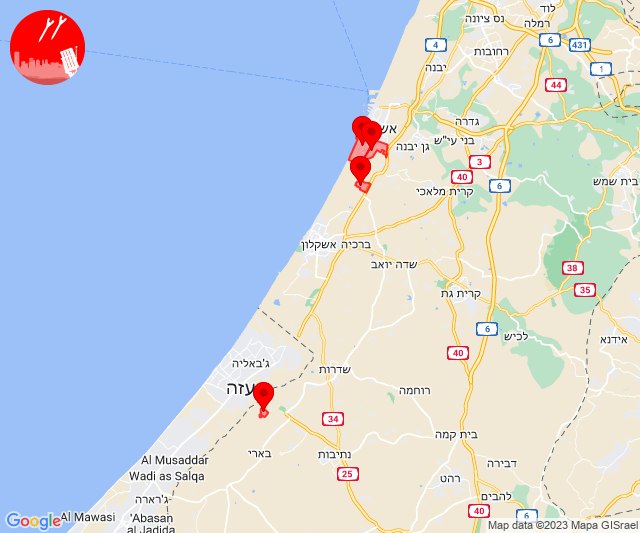 לוד
נס ציונה
רמלה
6
4
431
רחובות
1
יבנה
44
גדרה
אש
בני עי"ש
גן יבנה
3
40
בית שמש
6
קרית מלאכי
ברכיה
אשקלון
שדה יואב
38
35
קרית גת
6
לכיש
אידנא
40
ג'באליה
שדרות
עזה
רוחמה
34
בית קמה
בארי
נתיבות
Al Musaddar
דבירה
25
רהט
Wadi as Salqa
להבים
ג'רארה
Al Mawasi
'Abasan
al Jadida
Google
Map data ©2023 Mapa GISrael